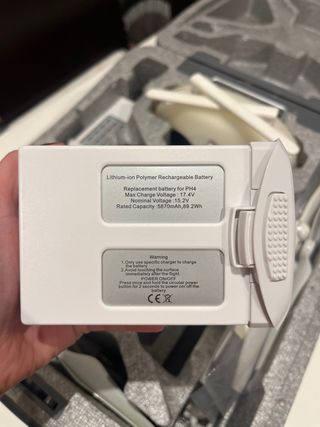 Lithium-ion Polymer Rechargeable Battery
Replacement battery for PH4
Max Charge Voltage : 17.4V
Nominal Voltage : 15.2V
Rated Capacity : 5870mAh,89.2Wh
Warning
1. Only use specific charger to charge
the battery.
2. Avoid touching the surface
immediately after the flight.
POWER ON/OFF
Press once and hold the circular power
button for 2 seconds to power on/ off the
battery
CE